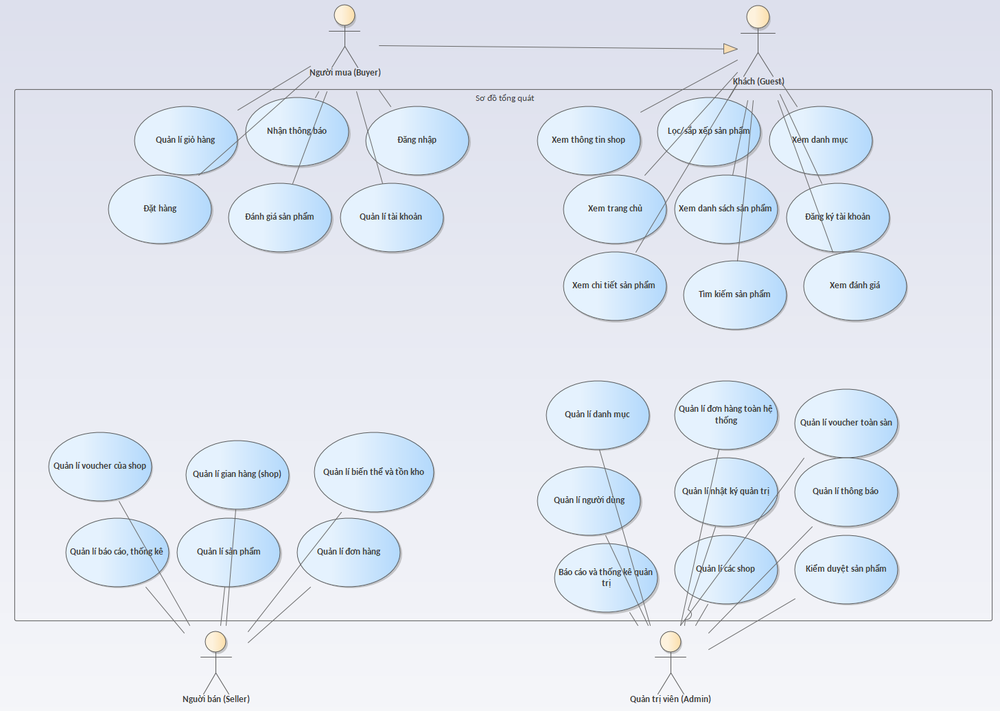 Người mua (Buyer)
Khách (Guest)
Sơ đồ tổng quát
Quản lí giỏ hàng
Nhận thông báo
Đăng nhập
Xem thông tin shop
Lọc/sắp xếp sản phẩm
Xem danh mục
Đặt hàng
Đánh giá sản phẩm
Quản lí tài khoản
Xem trang chủ
Xem danh sách sản phẩm
Đăng ký tài khoản
Xem chi tiết sản phẩm
Tìm kiếm sản phẩm
Xem đánh giá
Quản lí danh mục
Quản lí đơn hàng toàn hệ
thống
Quản lí voucher toàn sàn
Quản lí voucher của shop
Quản lí gian hàng (shop)
Quản lí biến thể và tồn kho
Quản lí người dùng
Quản lí nhật ký quản trị
Quản lí thông báo
Quản lí báo cáo, thống kê
Quản lí sản phẩm
Quản lí đơn hàng
Báo cáo và thống kê quản
trị
Quản lí các shop
Kiểm duyệt sản phẩm
Người bán (Seller)
Quản trị viên (Admin)